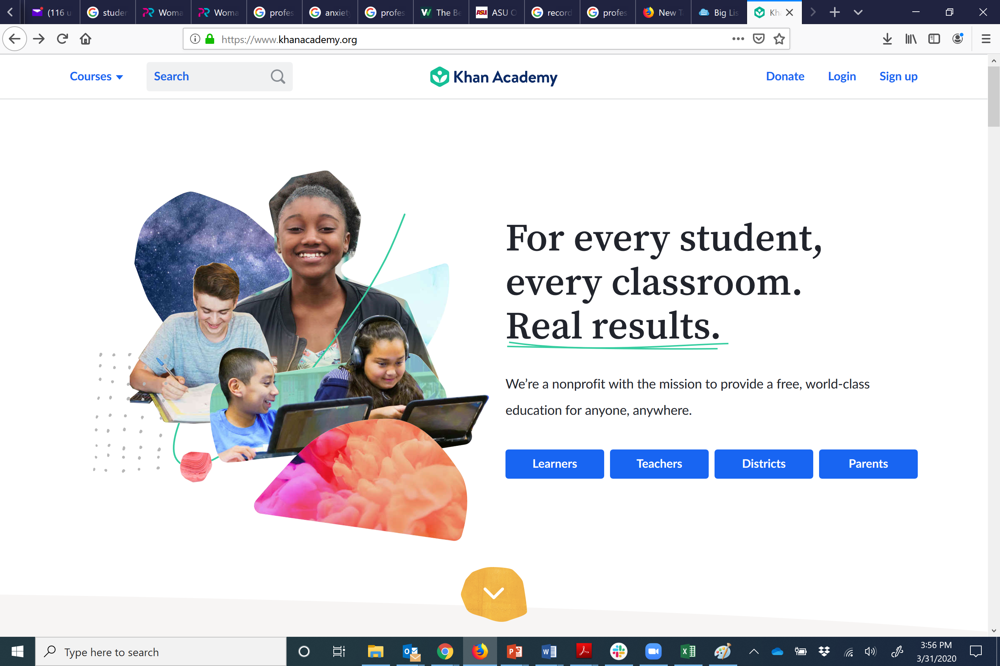 (116 u
studer
Woma
Woma
profes
anxiet
profes
The Be
ASU O
record
profes
New T
Big Lis
Kha
https://www.khanacademy.org
Courses
Search
Khan Academy
Donate
Login
Sign up
For every student,
every classroom.
Real results.
We’re a nonprofit with the mission to provide a free, world-class
education for anyone, anywhere.
Learners
Teachers
Districts
Parents
Type here to search
3:56 PM
3/31/2020